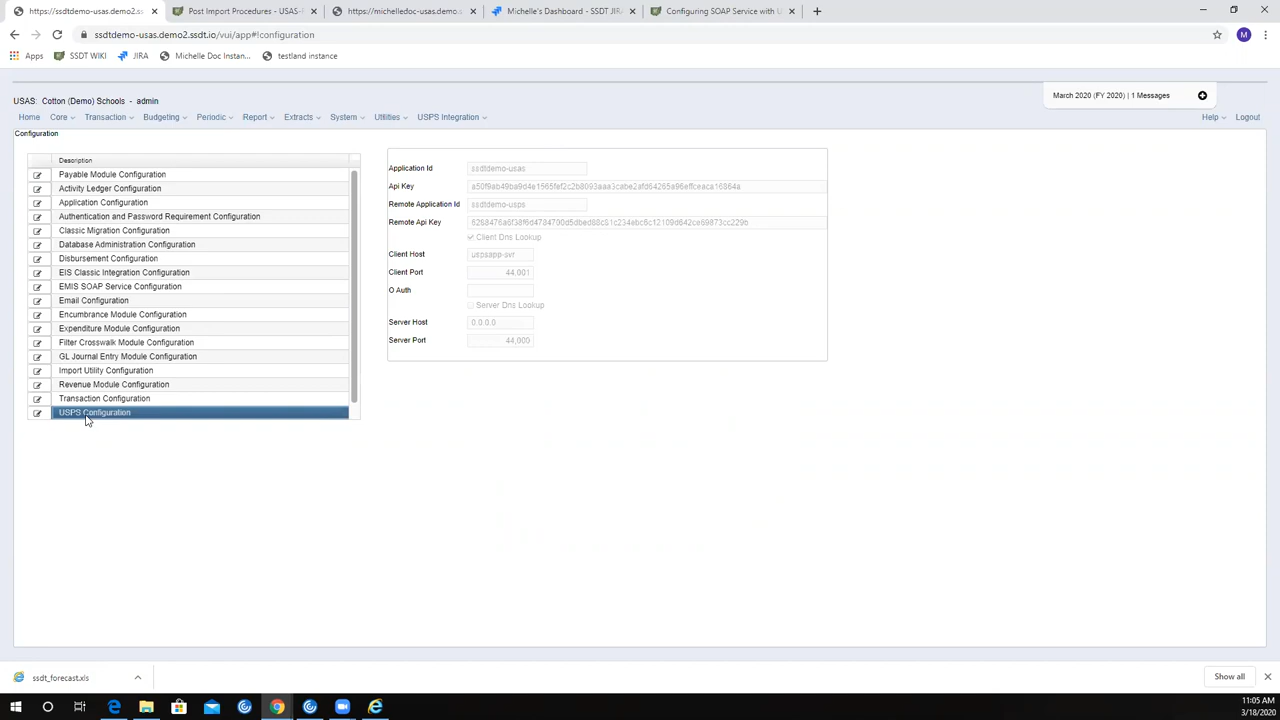 https://ssdtdemo-usas.demo2.ss
Post Import Procedures - USAS-
https://michelledoc-usas.demo.s
Michelle's Dashboard - SSDT JIR
Configuring SOAP Service with U
ssdtdemo-usas.demo2.ssdt.io/vui/app#!configuration
M
Apps
SSDT WIKI
JIRA
Michelle Doc Instan...
testland instance
USAS: Cotton (Demo) Schools - admin
March 2020 (FY 2020) | 1 Messages
Home
Core
Transaction
Budgeting
Periodic
Report
Extracts
System
Utilities
USPS Integration
Help
Logout
Configuration
Description
Payable Module Configuration
Activity Ledger Configuration
Application Configuration
Authentication and Password Requirement Configuration
Classic Migration Configuration
Database Administration Configuration
Disbursement Configuration
EIS Classic Integration Configuration
EMIS SOAP Service Configuration
Email Configuration
Encumbrance Module Configuration
Expenditure Module Configuration
Filter Crosswalk Module Configuration
GL Journal Entry Module Configuration
Import Utility Configuration
Revenue Module Configuration
Transaction Configuration
USPS Configuration
Application Id
ssdtdemo-usas
Api Key
Remote Application Id
ssdtdemo-usps
Remote Api Key
Client Dns Lookup
Client Host
uspsapp-svr
Client Port
44,001
O Auth
Server Dns Lookup
Server Host
0.0.0.0
Server Port
44,000
ssdt_forecast.xls
Show all
11:05 AM
3/18/2020